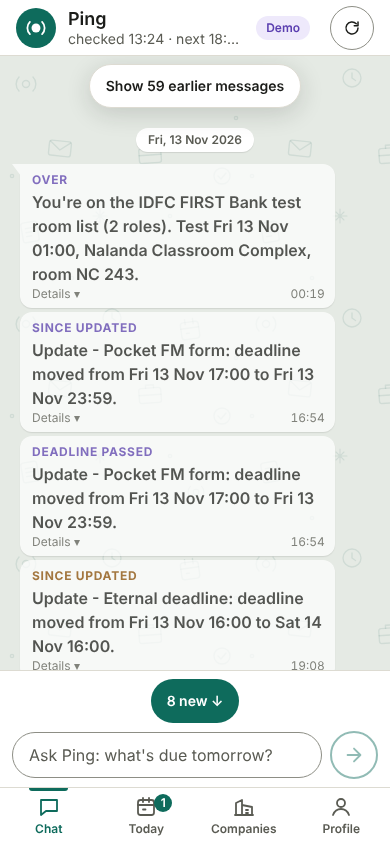 Ping
checked 13:24 · next 18:...
Demo
Show 59 earlier messages
Fri, 13 Nov 2026
OVER
You're on the IDFC FIRST Bank test
room list (2 roles). Test Fri 13 Nov
01:00, Nalanda Classroom Complex,
room NC 243.
Details ▾ 00:19
SINCE UPDATED
Update - Pocket FM form: deadline
moved from Fri 13 Nov 17:00 to Fri 13
Nov 23:59.
Details ▾ 16:54
DEADLINE PASSED
Update - Pocket FM form: deadline
moved from Fri 13 Nov 17:00 to Fri 13
Nov 23:59.
Details ▾ 16:54
SINCE UPDATED
Update - Eternal deadline: deadline
moved from Fri 13 Nov 16:00 to Sat 14
Nov 16:00.
Details ▾ 19:08
8 new ↓
Ask Ping: what's due tomorrow?
1
Chat Today Companies Profile